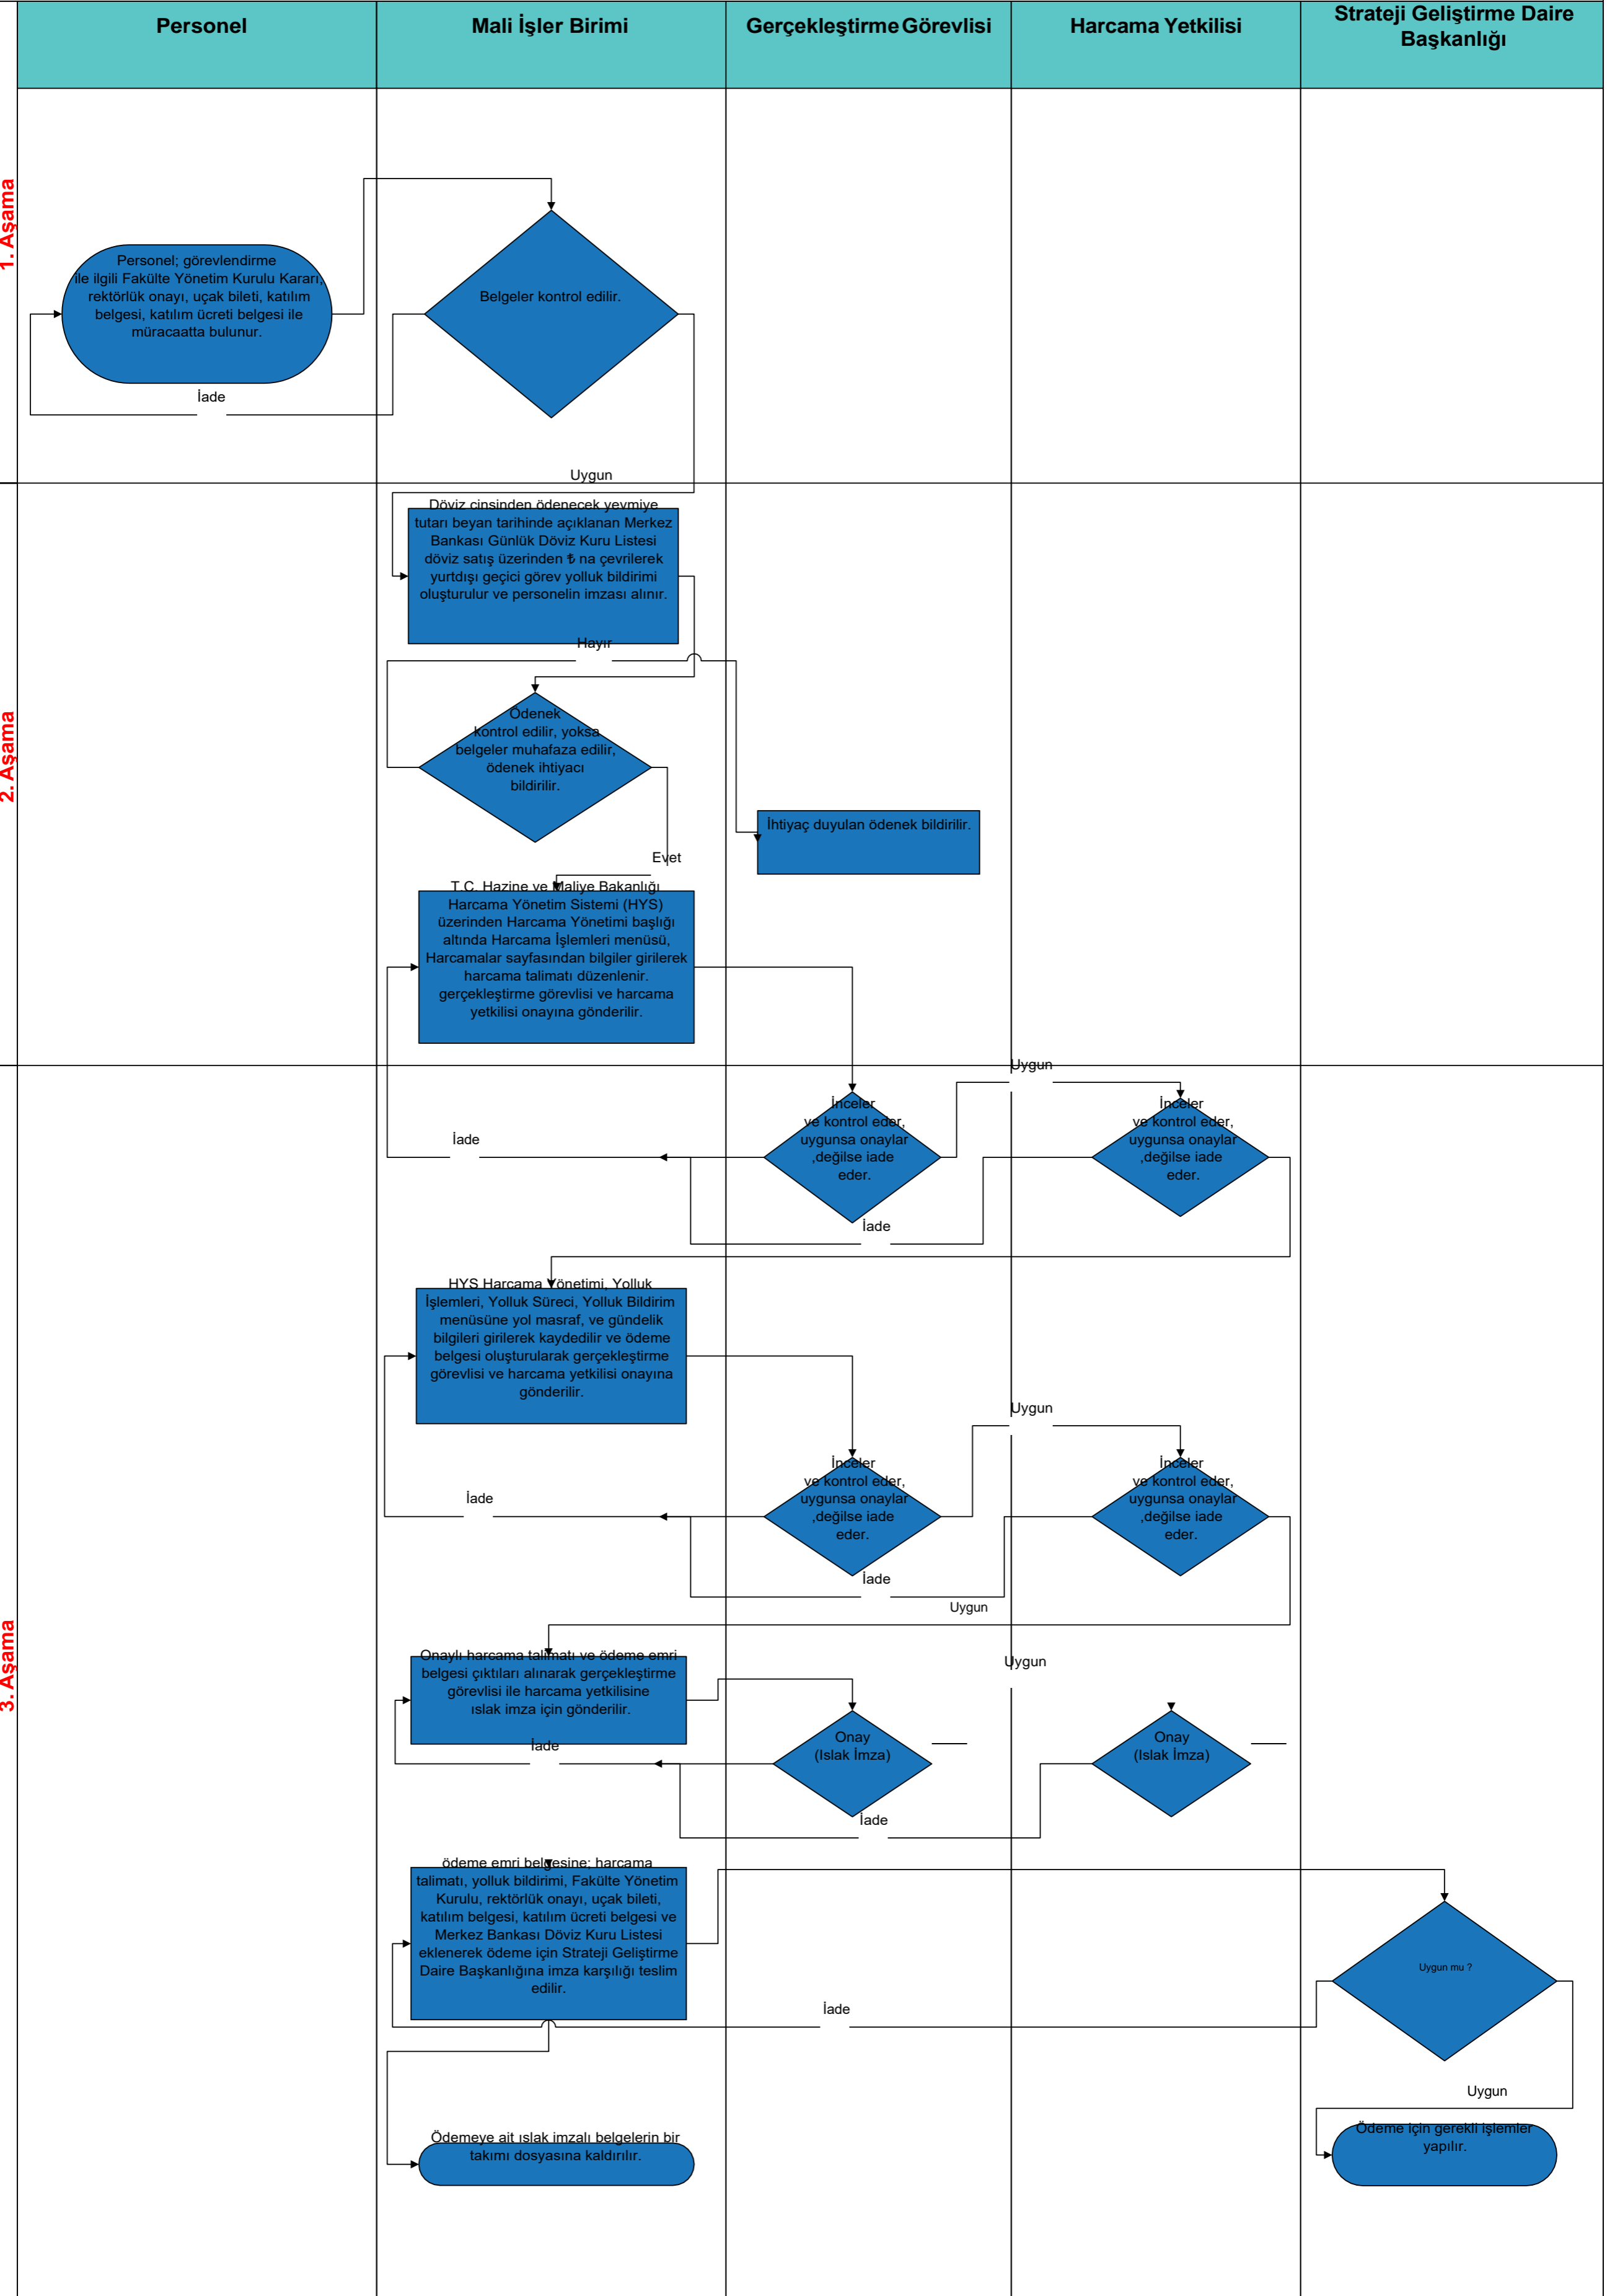 Personel
Mali İşler Birimi
Gerçekleştirme Görevlisi
Harcama Yetkilisi
Strateji Geliştirme Daire
Başkanlığı
1. Aşama
Personel; görevlendirme
ile ilgili Fakülte Yönetim Kurulu Kararı,
rektörlük onayı, uçak bileti, katılım
belgesi, katılım ücreti belgesi ile
müracaatta bulunur.
Belgeler kontrol edilir.
İade
Uygun
2. Aşama
Döviz cinsinden ödenecek yevmiye
tutarı beyan tarihinde açıklanan Merkez
Bankası Günlük Döviz Kuru Listesi
döviz satış üzerinden ₺ na çevrilerek
yurtdışı geçici görev yolluk bildirimi
oluşturulur ve personelin imzası alınır.
Hayır
Ödenek
kontrol edilir, yoksa
belgeler muhafaza edilir,
ödenek ihtiyacı
bildirilir.
İhtiyaç duyulan ödenek bildirilir.
Evet
T.C. Hazine ve Maliye Bakanlığı
Harcama Yönetim Sistemi (HYS)
üzerinden Harcama Yönetimi başlığı
altında Harcama İşlemleri menüsü,
Harcamalar sayfasından bilgiler girilerek
harcama talimatı düzenlenir.
gerçekleştirme görevlisi ve harcama
yetkilisi onayına gönderilir.
3. Aşama
Uygun
İnceler
ve kontrol eder,
uygunsa onaylar
,değilse iade
eder.
İnceler
ve kontrol eder,
uygunsa onaylar
,değilse iade
eder.
İade
İade
HYS Harcama Yönetimi, Yolluk
İşlemleri, Yolluk Süreci, Yolluk Bildirim
menüsüne yol masraf, ve gündelik
bilgileri girilerek kaydedilir ve ödeme
belgesi oluşturularak gerçekleştirme
görevlisi ve harcama yetkilisi onayına
gönderilir.
Uygun
İnceler
ve kontrol eder,
uygunsa onaylar
,değilse iade
eder.
İnceler
ve kontrol eder,
uygunsa onaylar
,değilse iade
eder.
İade
İade
Uygun
Onaylı harcama talimatı ve ödeme emri
belgesi çıktıları alınarak gerçekleştirme
görevlisi ile harcama yetkilisine
ıslak imza için gönderilir.
Uygun
Onay
(Islak İmza)
Onay
(Islak İmza)
İade
İade
ödeme emri belgesine; harcama
talimatı, yolluk bildirimi, Fakülte Yönetim
Kurulu, rektörlük onayı, uçak bileti,
katılım belgesi, katılım ücreti belgesi ve
Merkez Bankası Döviz Kuru Listesi
eklenerek ödeme için Strateji Geliştirme
Daire Başkanlığına imza karşılığı teslim
edilir.
Uygun mu ?
İade
Uygun
Ödemeye ait ıslak imzalı belgelerin bir
takımı dosyasına kaldırılır.
Ödeme için gerekli işlemler
yapılır.